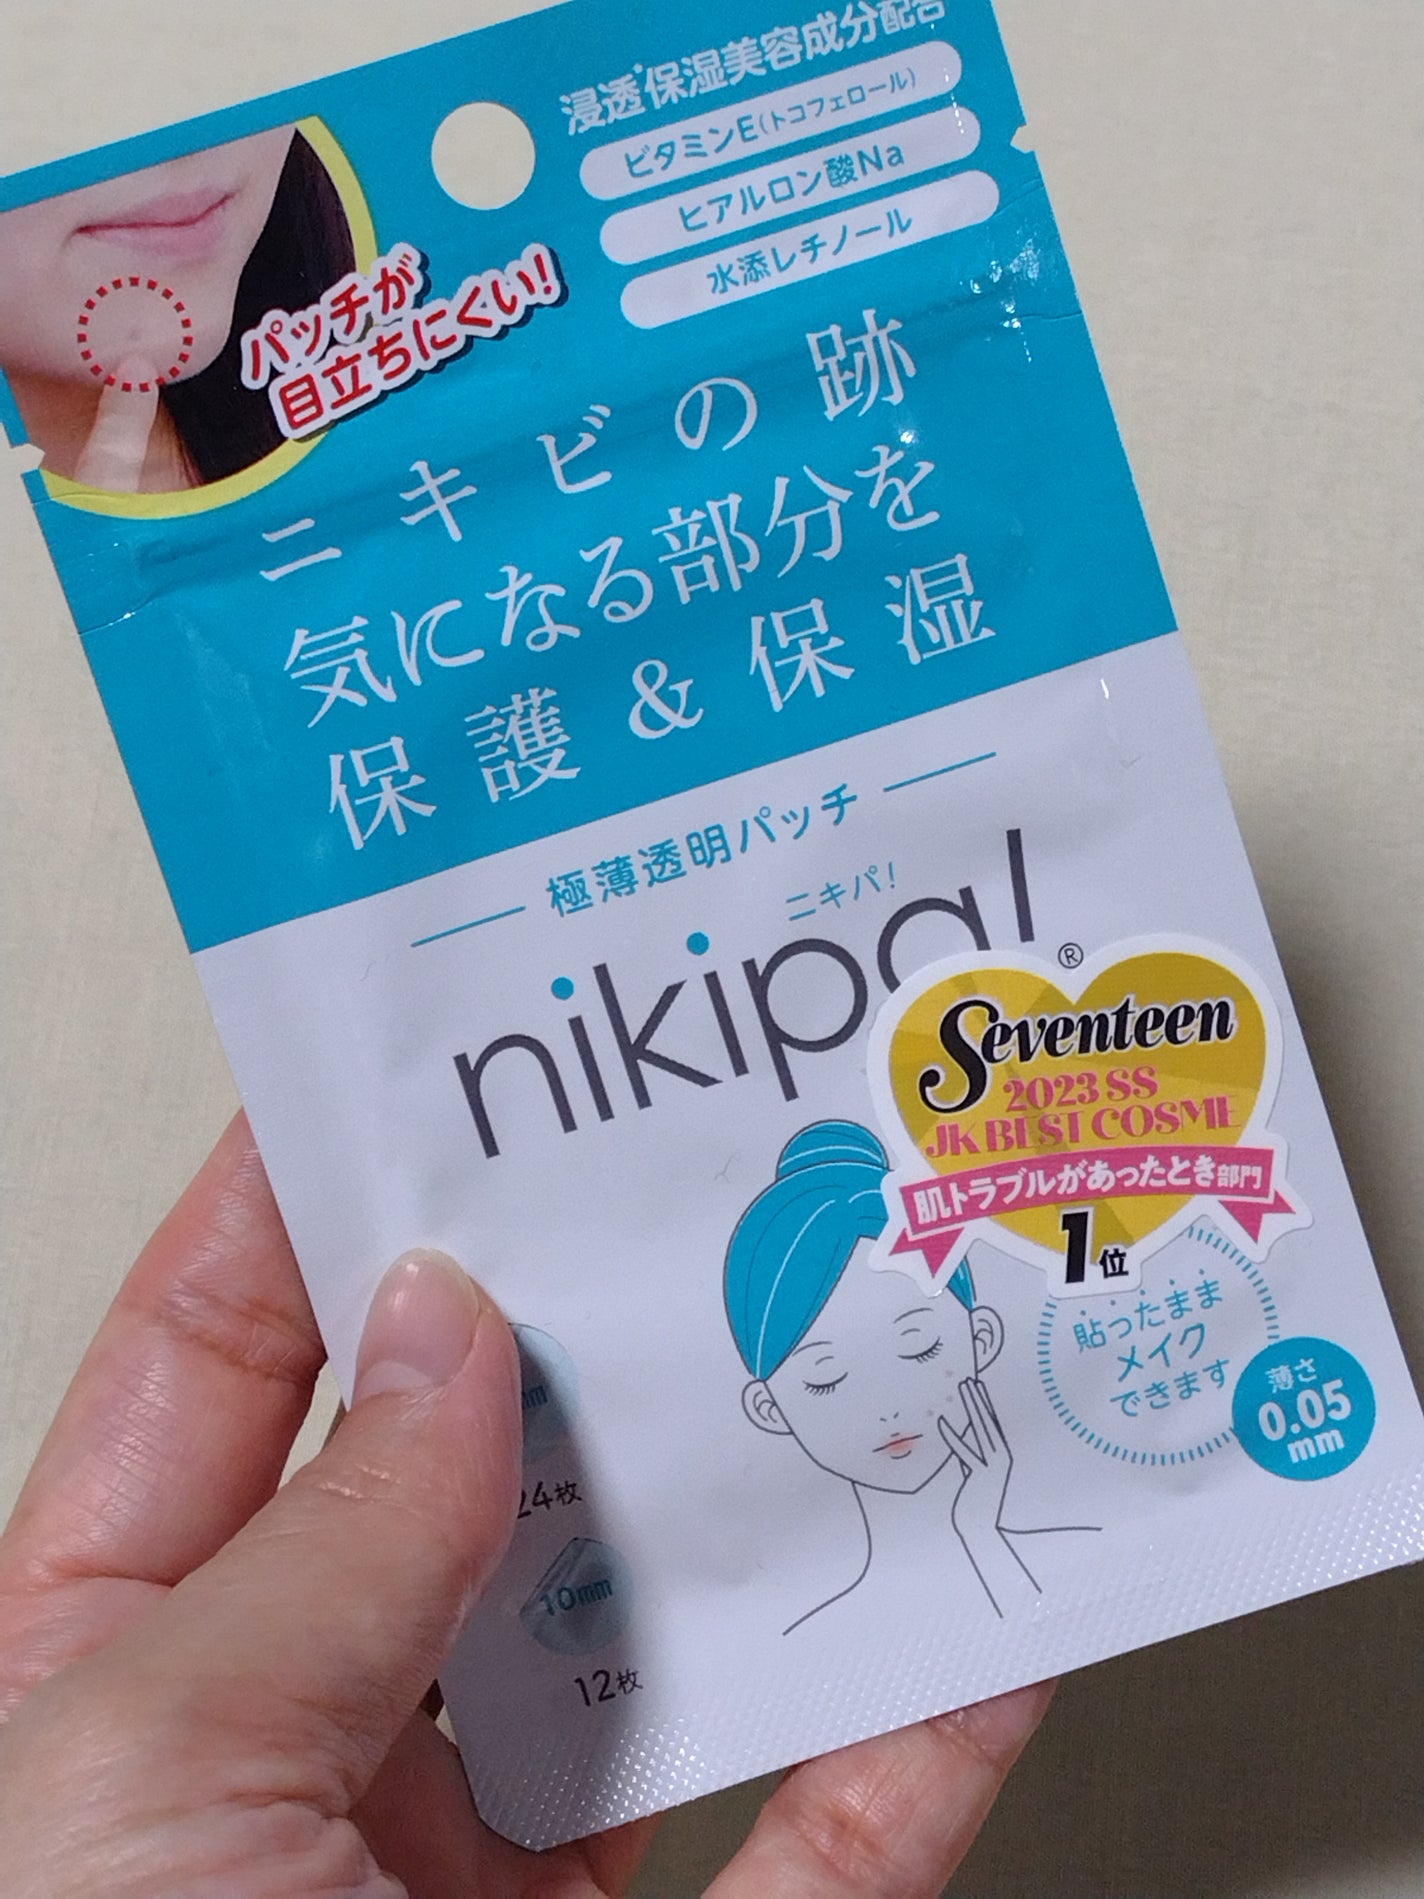 浸透*保湿美容成分配合
ビタミンE(トコフェロール)
ヒアルロン酸Na
水添レチノール
パッチが
目立ちにくい!
ニキビの跡
気になる部分を
保護&保湿
極薄透明パッチ
ニキパ!
nikipa!®
Seventeen
2023 SS
JK BEST COSME
肌トラブルがあったとき部門
1位
貼ったまま
メイク
できます
薄さ
0.05
mm
mm
24枚
10mm
12枚